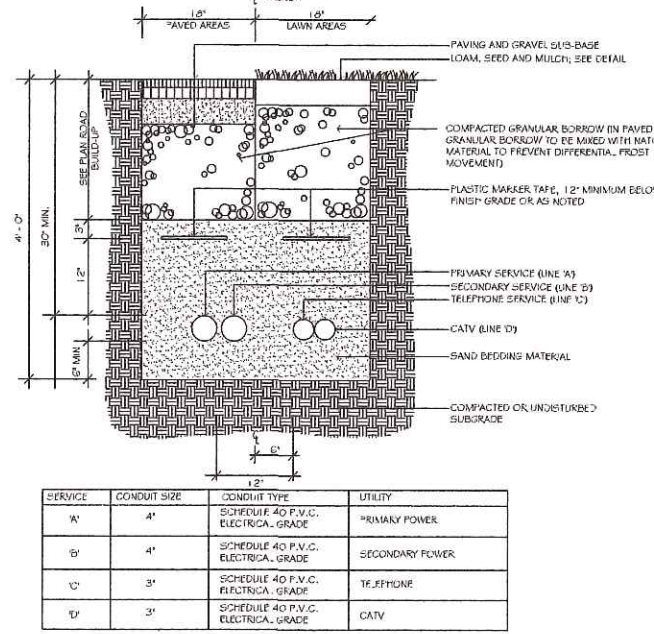 18" 18"
PAVED AREAS LAWN AREAS
PAVING AND GRAVEL SUB-BASE
LOAM, SEED AND MULCH; SEE DETAIL
COMPACTED GRANULAR BORROW (IN PAVED
GRANULAR BORROW TO BE MIXED WITH NATI
MATERIAL TO PREVENT DIFFERENTIAL FROST
MOVEMENT)
PLASTIC MARKER TAPE, 12" MINIMUM BELOW
FINISH GRADE OR AS NOTED
PRIMARY SERVICE (LINE 'A')
SECONDARY SERVICE (LINE 'B')
TELEPHONE SERVICE (LINE 'C')
CATV (LINE 'D')
SAND BEDDING MATERIAL
COMPACTED OR UNDISTURBED
SUBGRADE
4'-0"
30" MIN.
SEE PLAN ROAD
BUILD-UP
3"
12"
6" MIN
6"
12"
SERVICE CONDUIT SIZE CONDUIT TYPE UTILITY
'A' 4" SCHEDULE 40 P.V.C. ELECTRICAL GRADE PRIMARY POWER
'B' 4" SCHEDULE 40 P.V.C. ELECTRICAL GRADE SECONDARY POWER
'C' 3" SCHEDULE 40 P.V.C. ELECTRICAL GRADE TELEPHONE
'D' 3" SCHEDULE 40 P.V.C. ELECTRICAL GRADE CATV